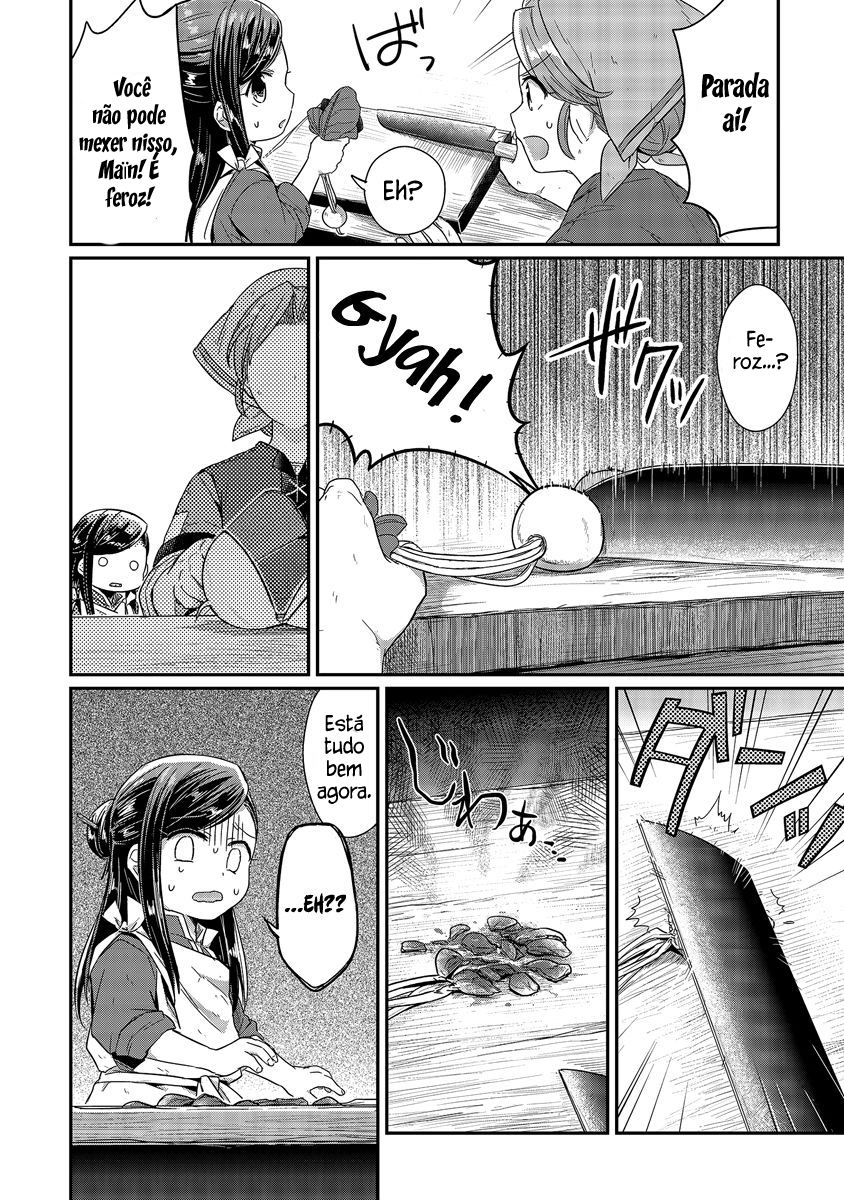 Parada
aí!
ばっ
Eh?
Você
não pode
mexer nisso,
Maïn! É
feroz!
Fe-
roz...?
ザクッ
Gyah!
ダーン
じわぁ…
Está
tudo
bem
agora.
...EH??